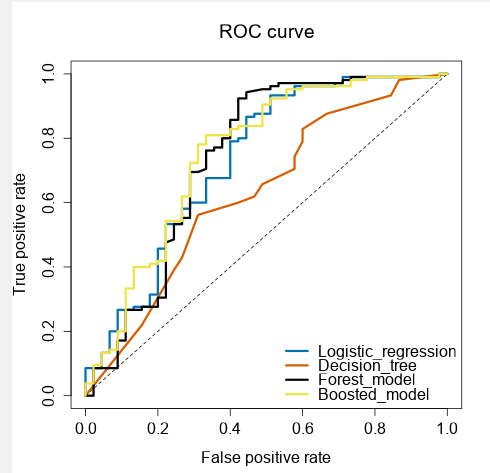 ROC curve
True positive rate
1.0
0.8
0.6
0.4
0.2
0.0
Logistic_regression
Decision_tree
Forest_model
Boosted_model
0.0 0.2 0.4 0.6 0.8 1.0
False positive rate